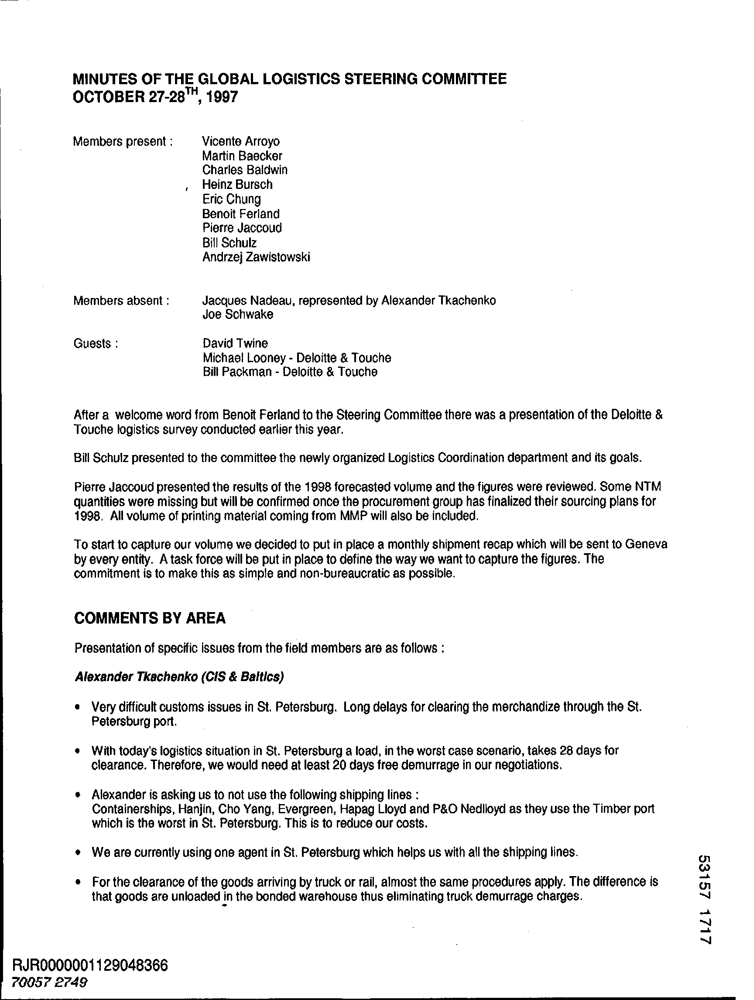 MINUTES OF THE GLOBAL LOGISTICS STEERING COMMITTEE
OCTOBER 27-28TH, 1997
Members present : Vicente Arroyo
Martin Baecker
Charles Baldwin
Heinz Bursch
Eric Chung
Benoit Ferland
Pierre Jaccoud
Bill Schulz
Andrzej Zawistowski
Members absent : Jacques Nadeau, represented by Alexander Tkachenko
Joe Schwake
Guests : David Twine
Michael Looney - Deloitte & Touche
Bill Packman - Deloitte & Touche
After a welcome word from Benoit Ferland to the Steering Committee there was a presentation of the Deloitte &
Touche logistics survey conducted earlier this year.
Bill Schulz presented to the committee the newly organized Logistics Coordination department and its goals.
Pierre Jaccoud presented the results of the 1998 forecasted volume and the figures were reviewed. Some NTM
quantities were missing but will be confirmed once the procurement group has finalized their sourcing plans for
1998. All volume of printing material coming from MMP will also be included.
To start to capture our volume we decided to put in place a monthly shipment recap which will be sent to Geneva
by every entity. A task force will be put in place to define the way we want to capture the figures. The
commitment is to make this as simple and non-bureaucratic as possible.
COMMENTS BY AREA
Presentation of specific issues from the field members are as follows :
Alexander Tkachenko (CIS & Baltics)
• Very difficult customs issues in St. Petersburg. Long delays for clearing the merchandize through the St.
Petersburg port.
• With today's logistics situation in St. Petersburg a load, in the worst case scenario, takes 28 days for
clearance. Therefore, we would need at least 20 days free demurrage in our negotiations.
• Alexander is asking us to not use the following shipping lines :
Containerships, Hanjin, Cho Yang, Evergreen, Hapag Lloyd and P&O Nedlloyd as they use the Timber port
which is the worst in St. Petersburg. This is to reduce our costs.
• We are currently using one agent in St. Petersburg which helps us with all the shipping lines.
• For the clearance of the goods arriving by truck or rail, almost the same procedures apply. The difference is
that goods are unloaded in the bonded warehouse thus eliminating truck demurrage charges.
53157 1717
RJR0000001129048366
70057 2749